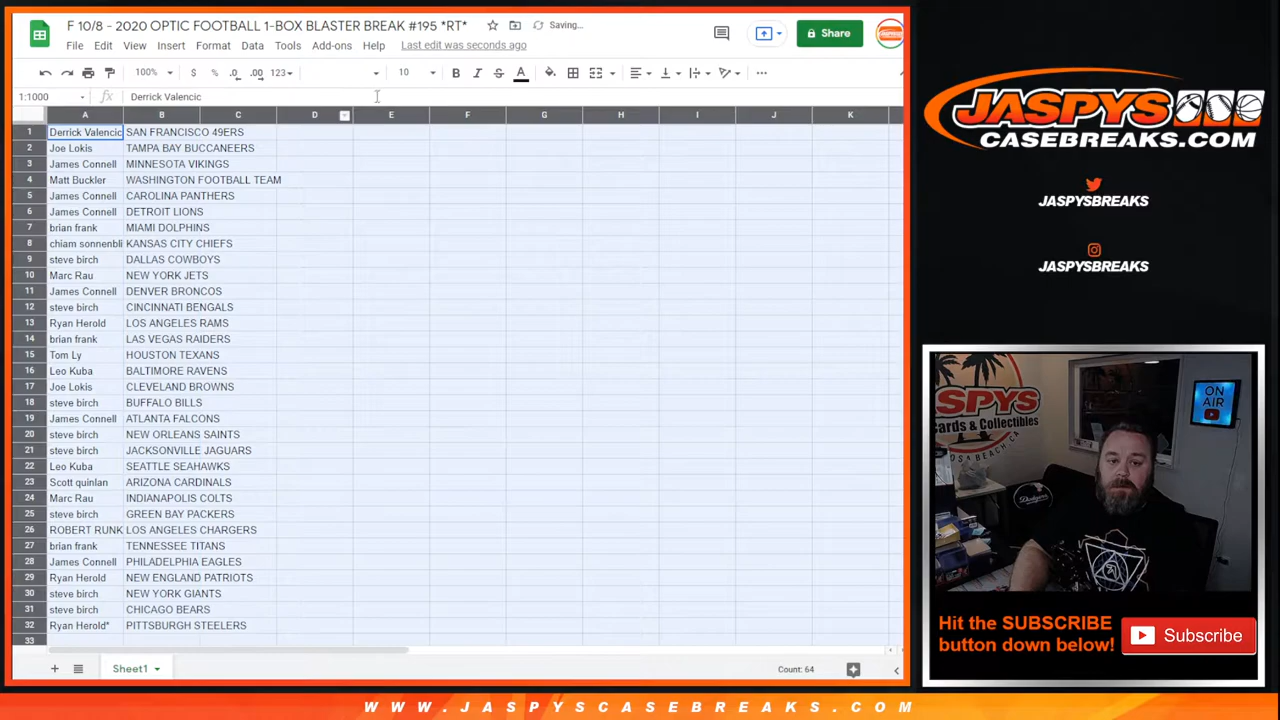 F 10/8 - 2020 OPTIC FOOTBALL 1-BOX BLASTER BREAK #195 *RT*
Saving...
File Edit View Insert Format Data Tools Add-ons Help Last edit was seconds ago
Share
100% $ % .0 .00 123 10 B I S A
1:1000 fx Derrick Valencic
A B C D E F G H I J K
1 Derrick Valencic SAN FRANCISCO 49ERS
2 Joe Lokis TAMPA BAY BUCCANEERS
3 James Connell MINNESOTA VIKINGS
4 Matt Buckler WASHINGTON FOOTBALL TEAM
5 James Connell CAROLINA PANTHERS
6 James Connell DETROIT LIONS
7 brian frank MIAMI DOLPHINS
8 chiam sonnenbli KANSAS CITY CHIEFS
9 steve birch DALLAS COWBOYS
10 Marc Rau NEW YORK JETS
11 James Connell DENVER BRONCOS
12 steve birch CINCINNATI BENGALS
13 Ryan Herold LOS ANGELES RAMS
14 brian frank LAS VEGAS RAIDERS
15 Tom Ly HOUSTON TEXANS
16 Leo Kuba BALTIMORE RAVENS
17 Joe Lokis CLEVELAND BROWNS
18 steve birch BUFFALO BILLS
19 James Connell ATLANTA FALCONS
20 steve birch NEW ORLEANS SAINTS
21 steve birch JACKSONVILLE JAGUARS
22 Leo Kuba SEATTLE SEAHAWKS
23 Scott quinlan ARIZONA CARDINALS
24 Marc Rau INDIANAPOLIS COLTS
25 steve birch GREEN BAY PACKERS
26 ROBERT RUNK LOS ANGELES CHARGERS
27 brian frank TENNESSEE TITANS
28 James Connell PHILADELPHIA EAGLES
29 Ryan Herold NEW ENGLAND PATRIOTS
30 steve birch NEW YORK GIANTS
31 steve birch CHICAGO BEARS
32 Ryan Herold* PITTSBURGH STEELERS
33
Sheet1
Count: 64
JASPYS
CASEBREAKS.COM
JASPYSBREAKS
JASPYSBREAKS
ASPYS
ards & Collectibles
OSA BEACH CA
Dodgers
ON
AIR
Hit the SUBSCRIBE
button down below!
Subscribe
WWW.JASPYSCASEBREAKS.COM